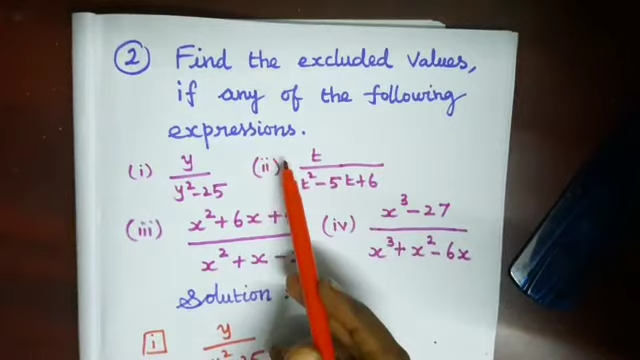 2 Find the excluded values,
if any of the following
expressions.
(i) y / y² - 25 (ii) t / t² - 5t + 6
(iii) x² + 6x + / x² + x - (iv) x³ - 27 / x³ + x² - 6x
Solution :
i y